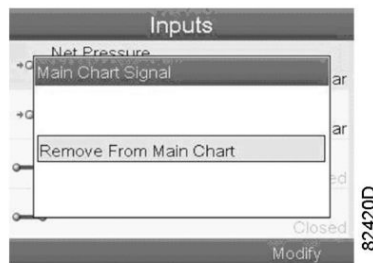 Inputs
Net Pressure
Main Chart Signal
ar
ar
Remove From Main Chart
ed
Closed
Modify
82420D